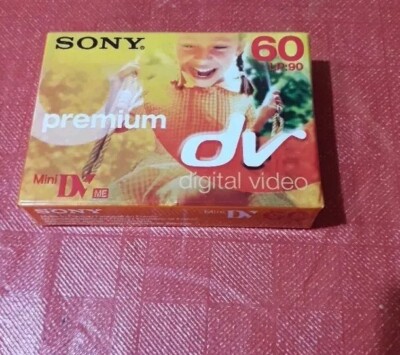 SONY®
60
LP:90
premium
dv
Mini DV ME
digital video
SONY
Mini DV